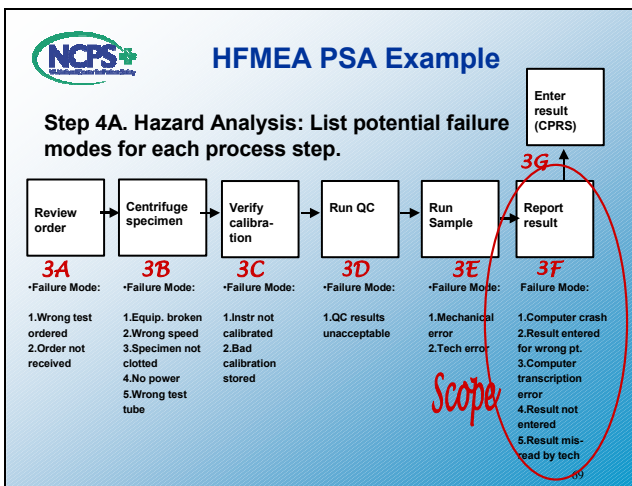 NCPS
HFMEA PSA Example
Step 4A. Hazard Analysis: List potential failure
modes for each process step.
Enter
result
(CPRS)
3G
Review
order
3A
•Failure Mode:
1.Wrong test
ordered
2.Order not
received
Centrifuge
specimen
3B
•Failure Mode:
1.Equip. broken
2.Wrong speed
3.Specimen not
clotted
4.No power
5.Wrong test
tube
Verify
calibra-
tion
3C
•Failure Mode:
1.Instr not
calibrated
2.Bad
calibration
stored
Run QC
3D
•Failure Mode:
1.QC results
unacceptable
Run
Sample
3E
•Failure Mode:
1.Mechanical
error
2.Tech error
Scope
Report
result
3F
Failure Mode:
1.Computer crash
2.Result entered
for wrong pt.
3.Computer
transcription
error
4.Result not
entered
5.Result mis-
read by tech
69